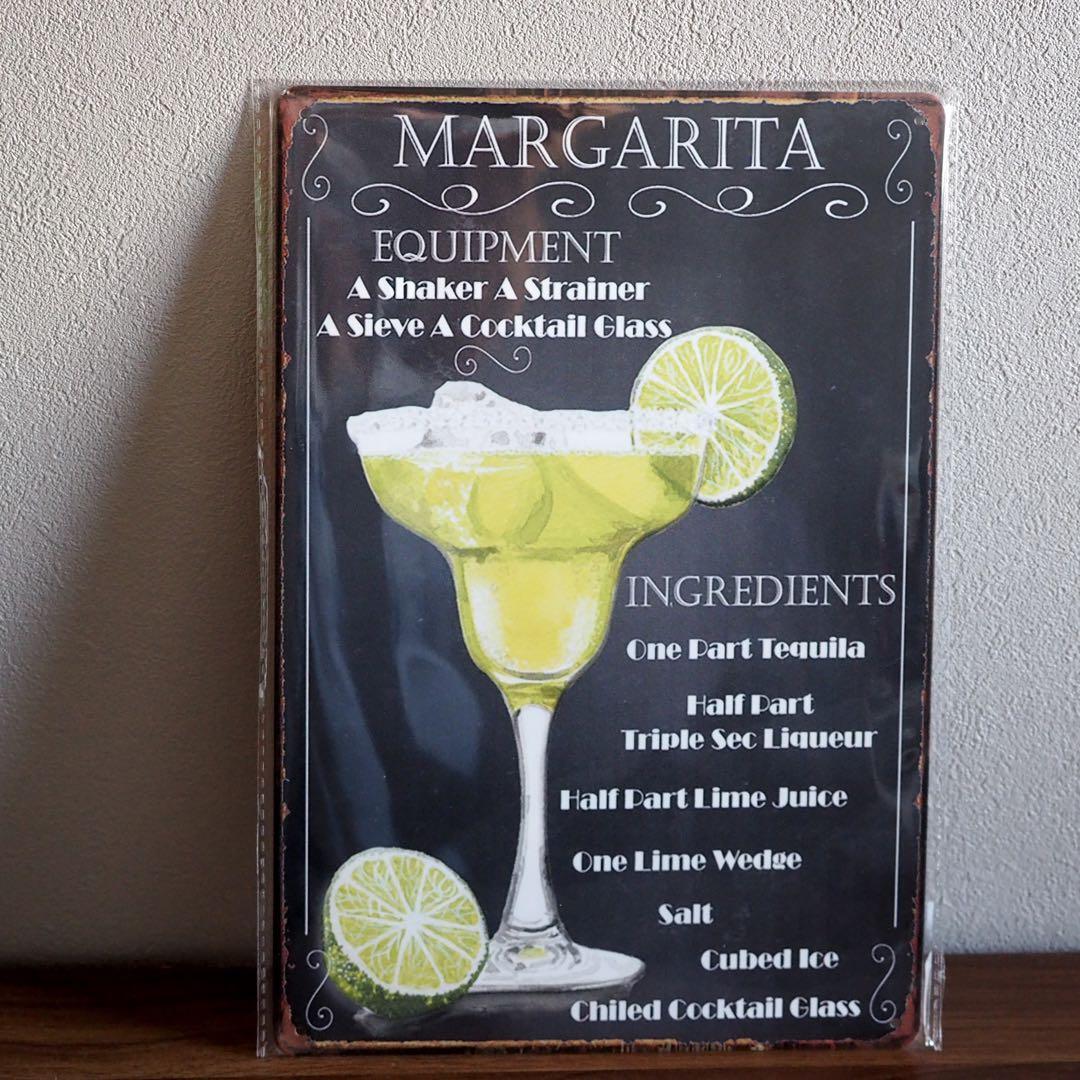 MARGARITA
EQUIPMENT
A Shaker A Strainer
A Sieve A Cocktail Glass
INGREDIENTS
One Part Tequila
Half Part
Triple Sec Liqueur
Half Part Lime Juice
One Lime Wedge
Salt
Cubed Ice
Chiled Cocktail Glass